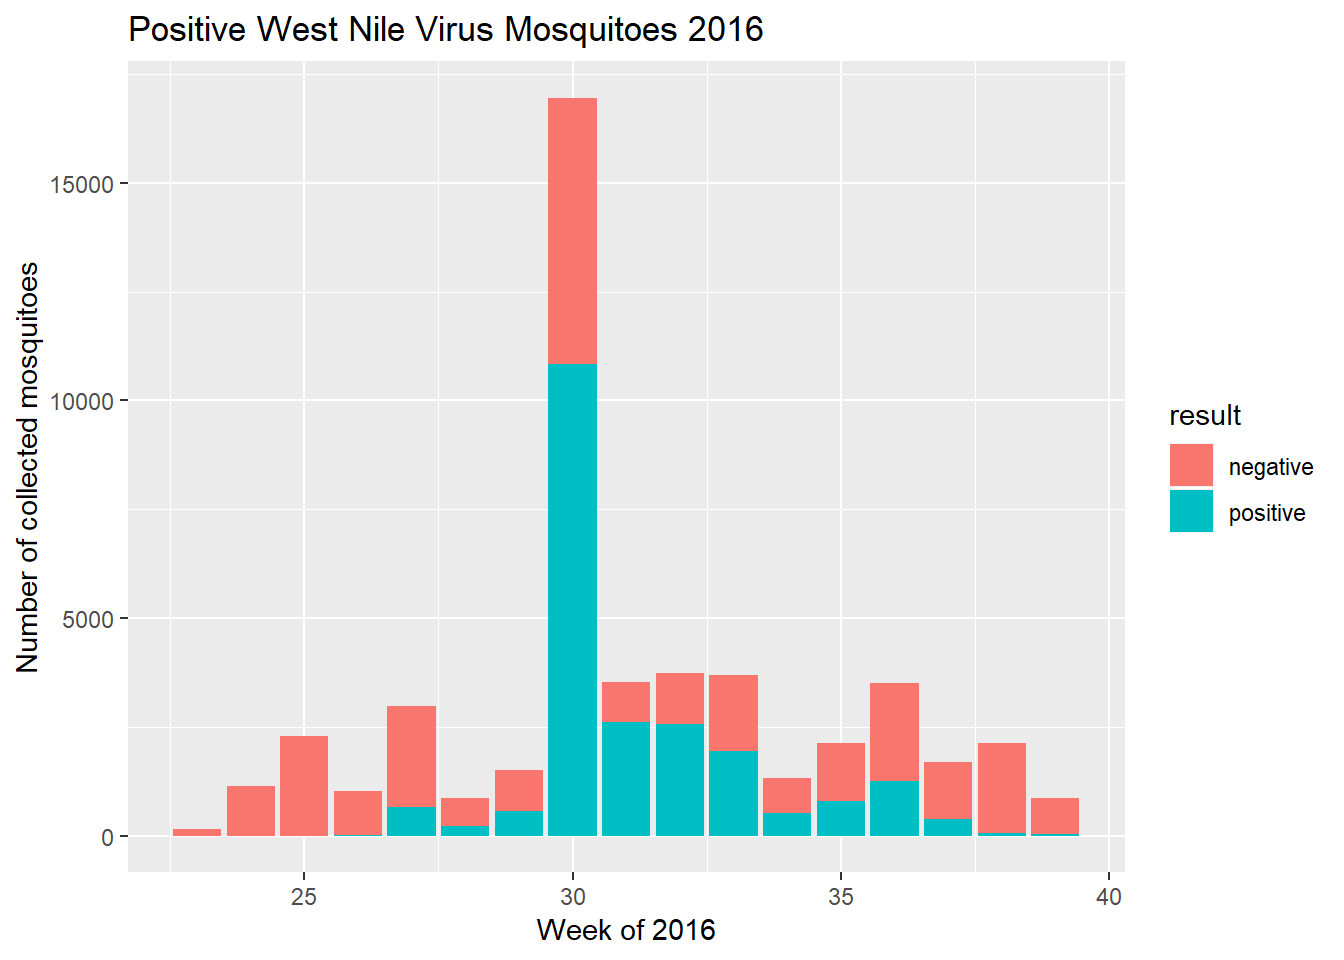 Positive West Nile Virus Mosquitoes 2016
Number of collected mosquitoes
15000
10000
5000
0
25 30 35 40
Week of 2016
result
negative
positive